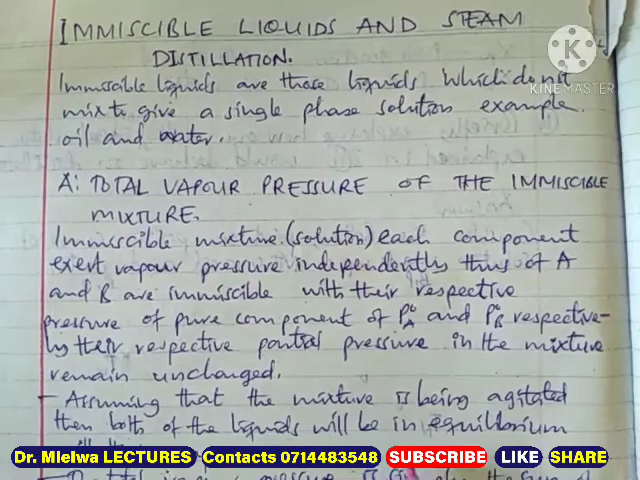 IMMISCIBLE LIQUIDS AND STEAM
DISTILLATION.
Immiscible liquids are those liquids which do not
mix to give a single phase solution example
oil and water.
A: TOTAL VAPOUR PRESSURE OF THE IMMISCIBLE
MIXTURE.
Immiscible mixture (solution) each component
exert vapour pressure independently thus of A
and B are immiscible with their respective
pressure of pure component of P°A and P°B respective-
ly their respective partial pressure in the mixture
remain unchanged.
- Assuming that the mixture is being agitated
then both of the liquids will be in equilibrium
KINEMASTER
Dr. Mlelwa LECTURES Contacts 0714483548 SUBSCRIBE LIKE SHARE